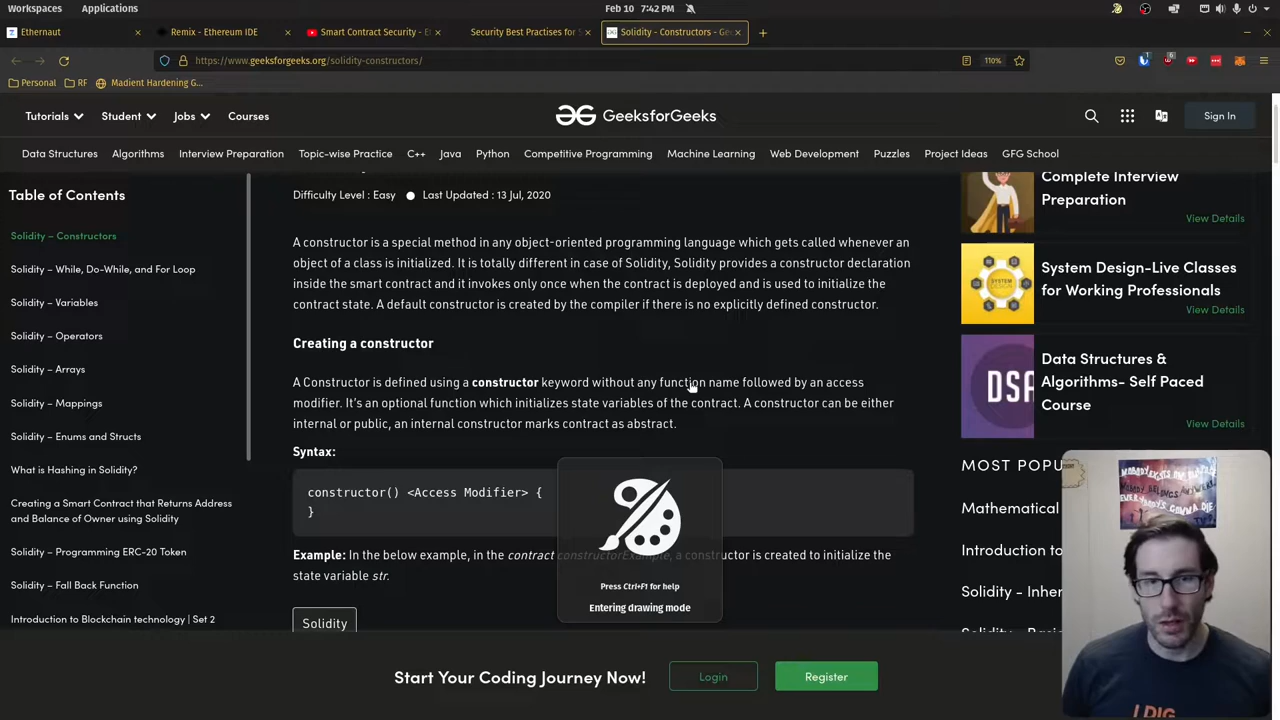 Workspaces Applications Feb 10 7:42 PM
Ethernaut Remix - Ethereum IDE Smart Contract Security - Et Security Best Practises for S Solidity - Constructors - Gee
https://www.geeksforgeeks.org/solidity-constructors/ 110%
Personal RF Madient Hardening G...
Tutorials Student Jobs Courses GeeksforGeeks Sign In
Data Structures Algorithms Interview Preparation Topic-wise Practice C++ Java Python Competitive Programming Machine Learning Web Development Puzzles Project Ideas GFG School
Table of Contents
Solidity – Constructors
Solidity – While, Do-While, and For Loop
Solidity – Variables
Solidity – Operators
Solidity – Arrays
Solidity – Mappings
Solidity – Enums and Structs
What is Hashing in Solidity?
Creating a Smart Contract that Returns Address
and Balance of Owner using Solidity
Solidity – Programming ERC-20 Token
Solidity – Fall Back Function
Introduction to Blockchain technology | Set 2
Difficulty Level : Easy Last Updated : 13 Jul, 2020
A constructor is a special method in any object-oriented programming language which gets called whenever an
object of a class is initialized. It is totally different in case of Solidity, Solidity provides a constructor declaration
inside the smart contract and it invokes only once when the contract is deployed and is used to initialize the
contract state. A default constructor is created by the compiler if there is no explicitly defined constructor.
Creating a constructor
A Constructor is defined using a constructor keyword without any function name followed by an access
modifier. It's an optional function which initializes state variables of the contract. A constructor can be either
internal or public, an internal constructor marks contract as abstract.
Syntax:
constructor() <Access Modifier> {
}
Example: In the below example, in the contract constructorExample, a constructor is created to initialize the
state variable str.
Solidity
Press Ctrl+F1 for help
Entering drawing mode
Complete Interview
Preparation
View Details
System Design-Live Classes
for Working Professionals
View Details
DSA
Data Structures &
Algorithms- Self Paced
Course
View Details
MOST POPU
Mathematical
Introduction to
Solidity - Inher
Start Your Coding Journey Now! Login Register
I DIG